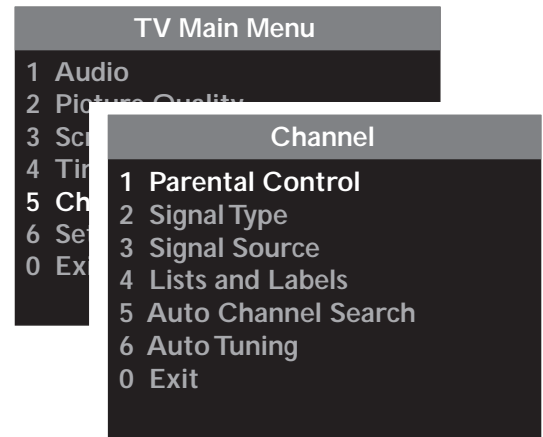 TV Main Menu
1 Audio
2
3
4
5
6
0
Channel
1 Parental Control
2 Signal Type
3 Signal Source
4 Lists and Labels
5 Auto Channel Search
6 Auto Tuning
0 Exit